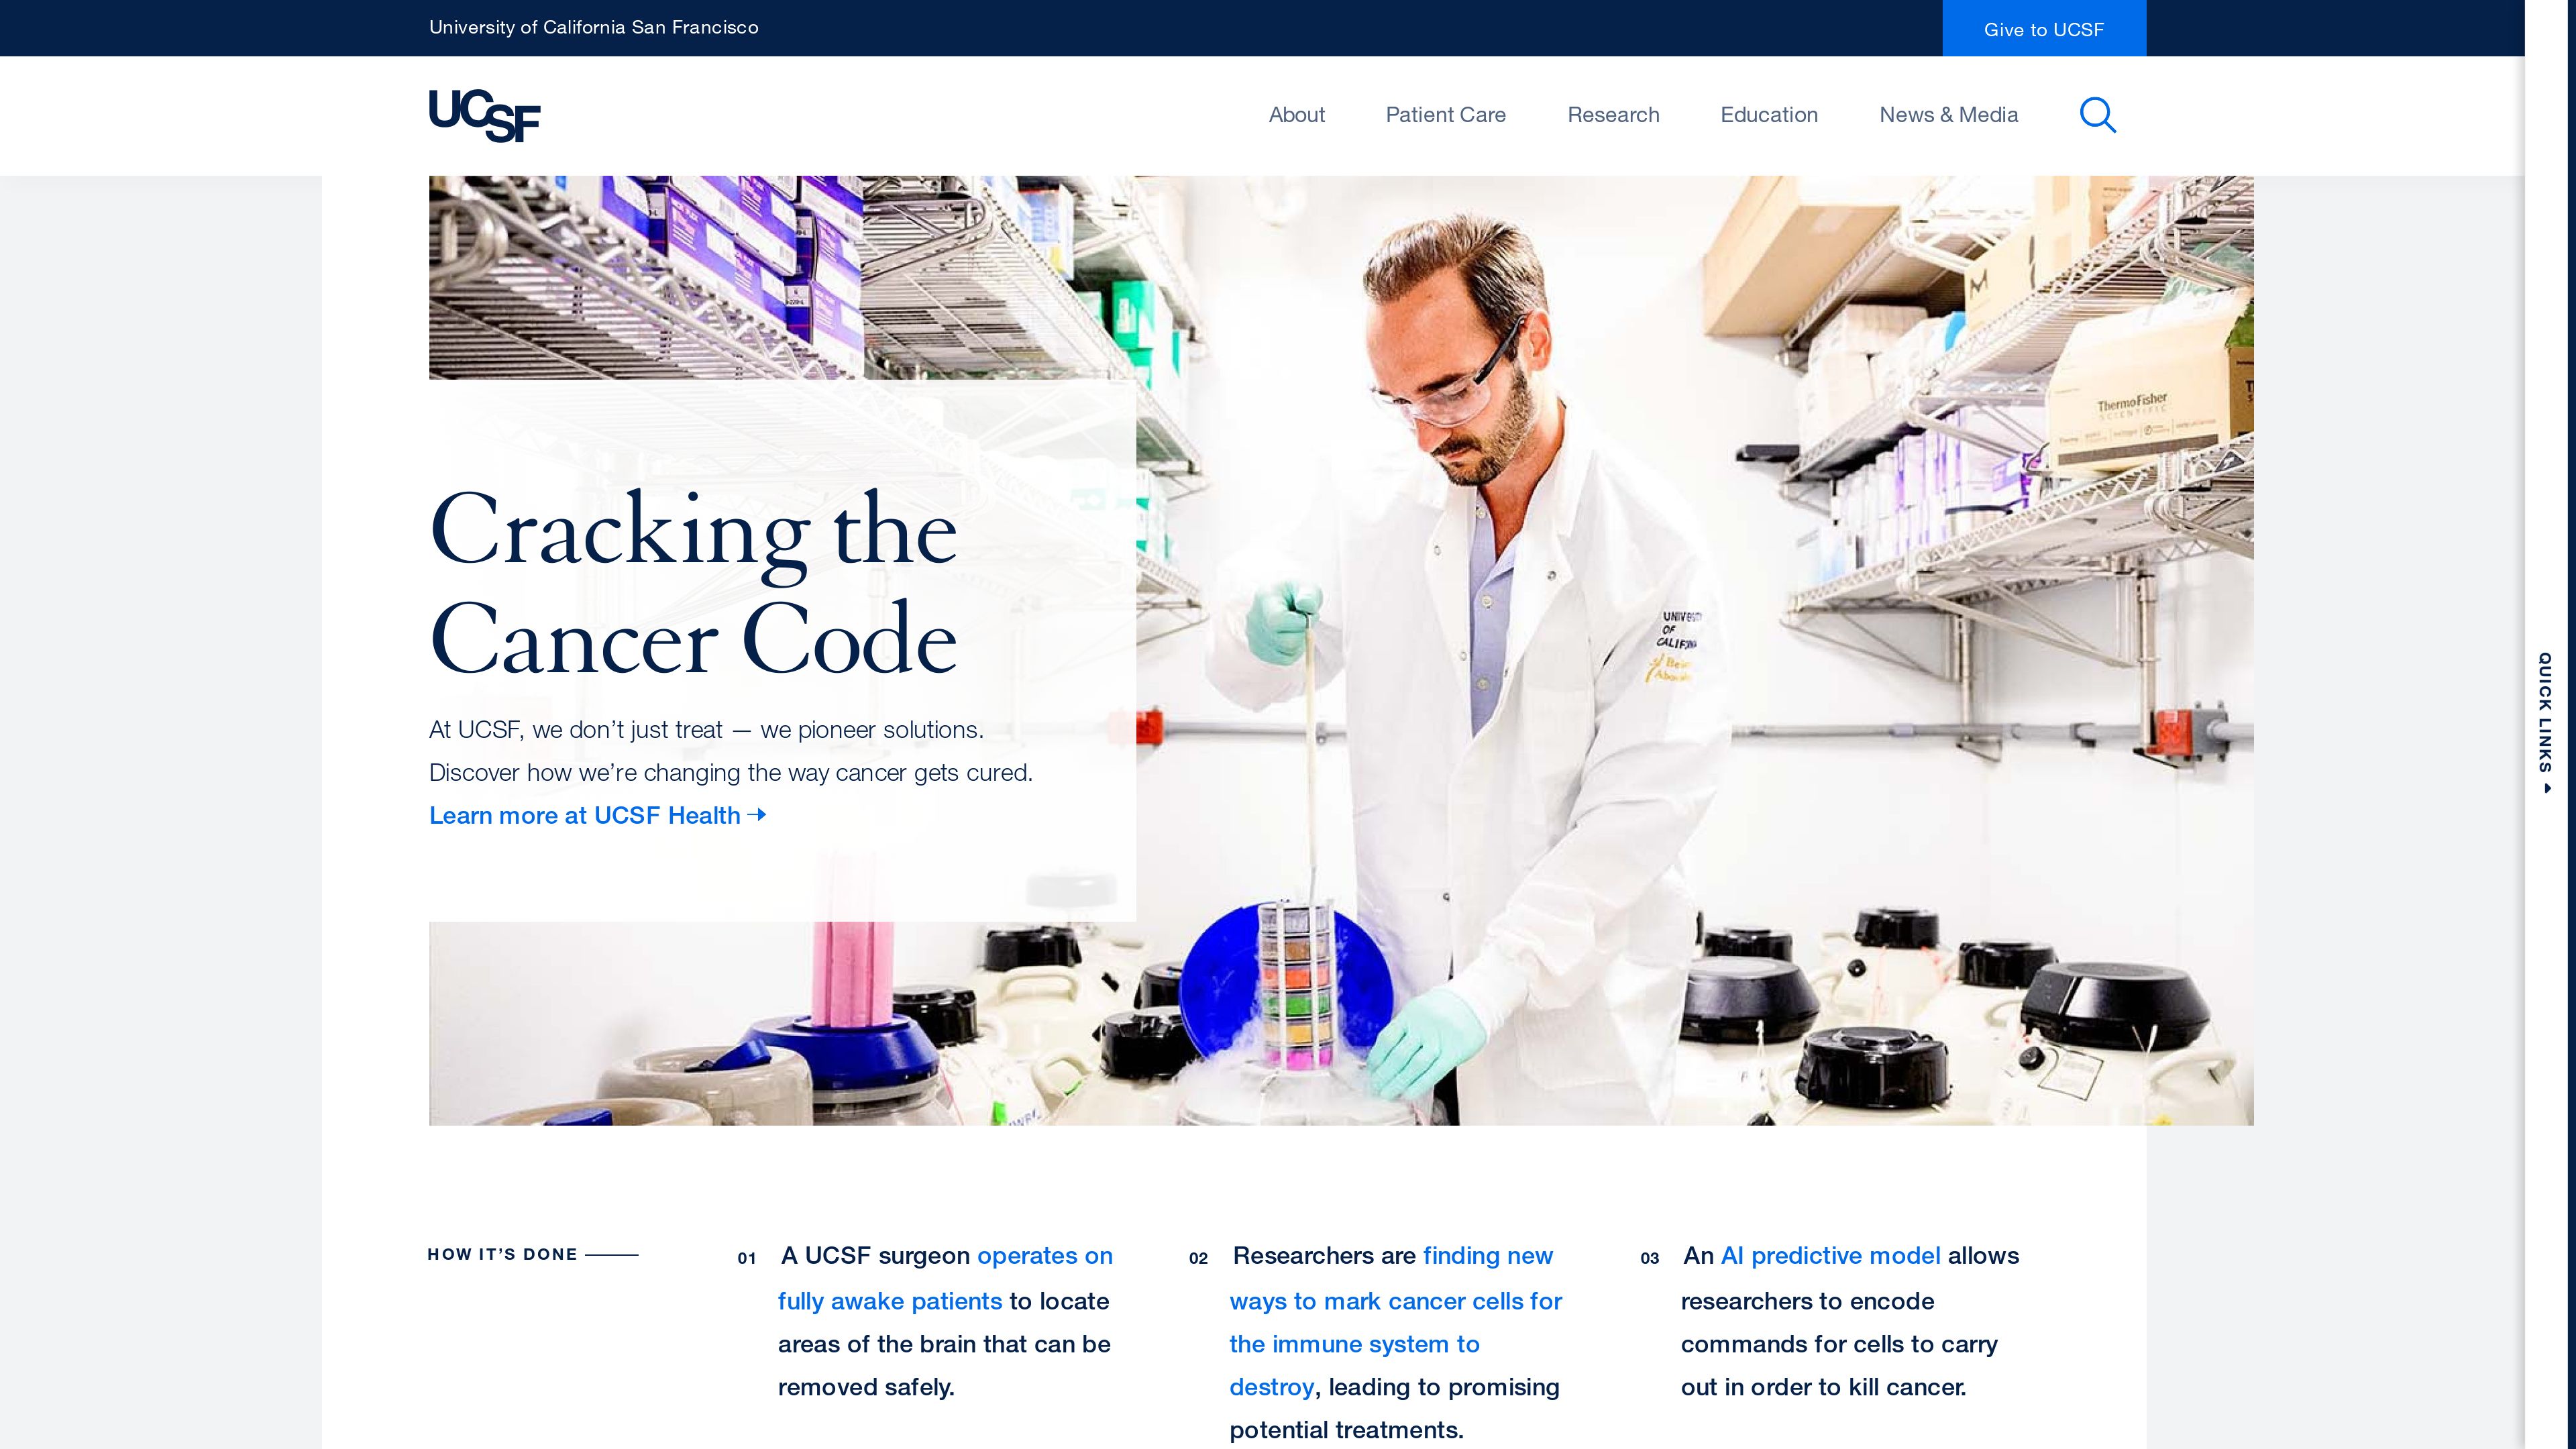 University of California San Francisco
Give to UCSF
UCSF
About
Patient Care
Research
Education
News & Media
ThermoFisher
SCIENTIFIC
UNIVERSITY
OF
CALIFORNIA
Cracking the
Cancer Code
At UCSF, we don’t just treat — we pioneer solutions.
Discover how we’re changing the way cancer gets cured.
Learn more at UCSF Health
QUICK LINKS
HOW IT’S DONE
01 A UCSF surgeon operates on
fully awake patients to locate
areas of the brain that can be
removed safely.
02 Researchers are finding new
ways to mark cancer cells for
the immune system to
destroy, leading to promising
potential treatments.
03 An AI predictive model allows
researchers to encode
commands for cells to carry
out in order to kill cancer.